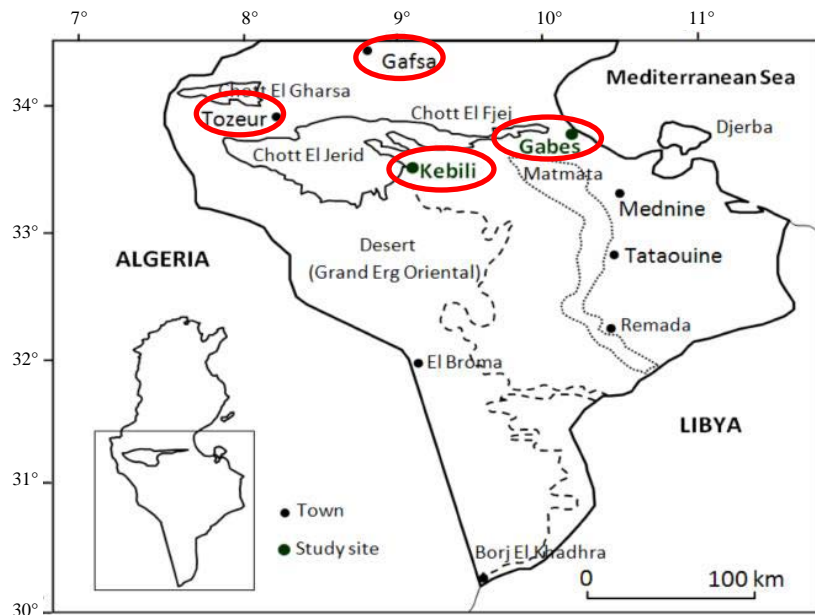 7°
8°
9°
10°
11°
Gafsa
Mediterranean Sea
34°
Chott El Gharsa
Tozeur
Chott El Fjej
Djerba
Gabes
Chott El Jerid
Kebili
Matmata
Mednine
33°
ALGERIA
Desert
(Grand Erg Oriental)
Tataouine
Remada
32°
El Broma
LIBYA
31°
Town
Study site
Borj El Khadhra
0 100 km
30°